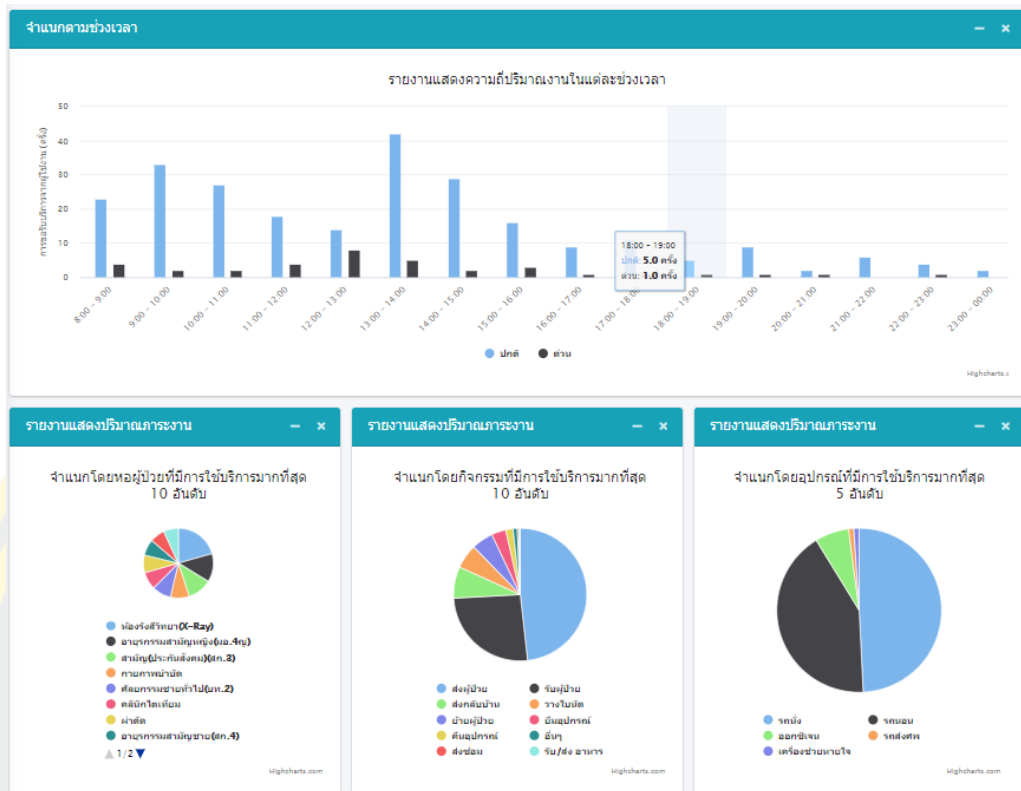 จำแนกตามช่วงเวลา
รายงานแสดงความถี่ปริมาณงานในแต่ละช่วงเวลา
การขอรับบริการจากผู้ใช้งาน (ครั้ง)
50
40
30
20
10
0
18:00 - 19:00
ปกติ: 5.0 ครั้ง
ด่วน: 1.0 ครั้ง
8:00 - 9:00
9:00 - 10:00
10:00 - 11:00
11:00 - 12:00
12:00 - 13:00
13:00 - 14:00
14:00 - 15:00
15:00 - 16:00
16:00 - 17:00
17:00 - 18:00
18:00 - 19:00
19:00 - 20:00
20:00 - 21:00
21:00 - 22:00
22:00 - 23:00
23:00 - 00:00
ปกติ ด่วน
Highcharts.c
รายงานแสดงปริมาณภาระงาน
จำแนกโดยหอผู้ป่วยที่มีการใช้บริการมากที่สุด
10 อันดับ
ห้องรังสีวิทยา(X-Ray)
อายุรกรรมสามัญหญิง(มอ.4ญ)
สามัญ(ประกันสังคม)(สก.3)
กายภาพบำบัด
ศัลยกรรมชายทั่วไป(บท.2)
คลินิกไตเทียม
ผ่าตัด
อายุรกรรมสามัญชาย(สก.4)
1/2
Highcharts.com
รายงานแสดงปริมาณภาระงาน
จำแนกโดยกิจกรรมที่มีการใช้บริการมากที่สุด
10 อันดับ
ส่งผู้ป่วย รับผู้ป่วย
ส่งกลับบ้าน วางใบนัด
ย้ายผู้ป่วย ยืมอุปกรณ์
คืนอุปกรณ์ อื่นๆ
ส่งซ่อม รับ/ส่ง อาหาร
Highcharts.com
รายงานแสดงปริมาณภาระงาน
จำแนกโดยอุปกรณ์ที่มีการใช้บริการมากที่สุด
5 อันดับ
รถนั่ง รถนอน
ออกซิเจน รถส่งศพ
เครื่องช่วยหายใจ
Highcharts.com